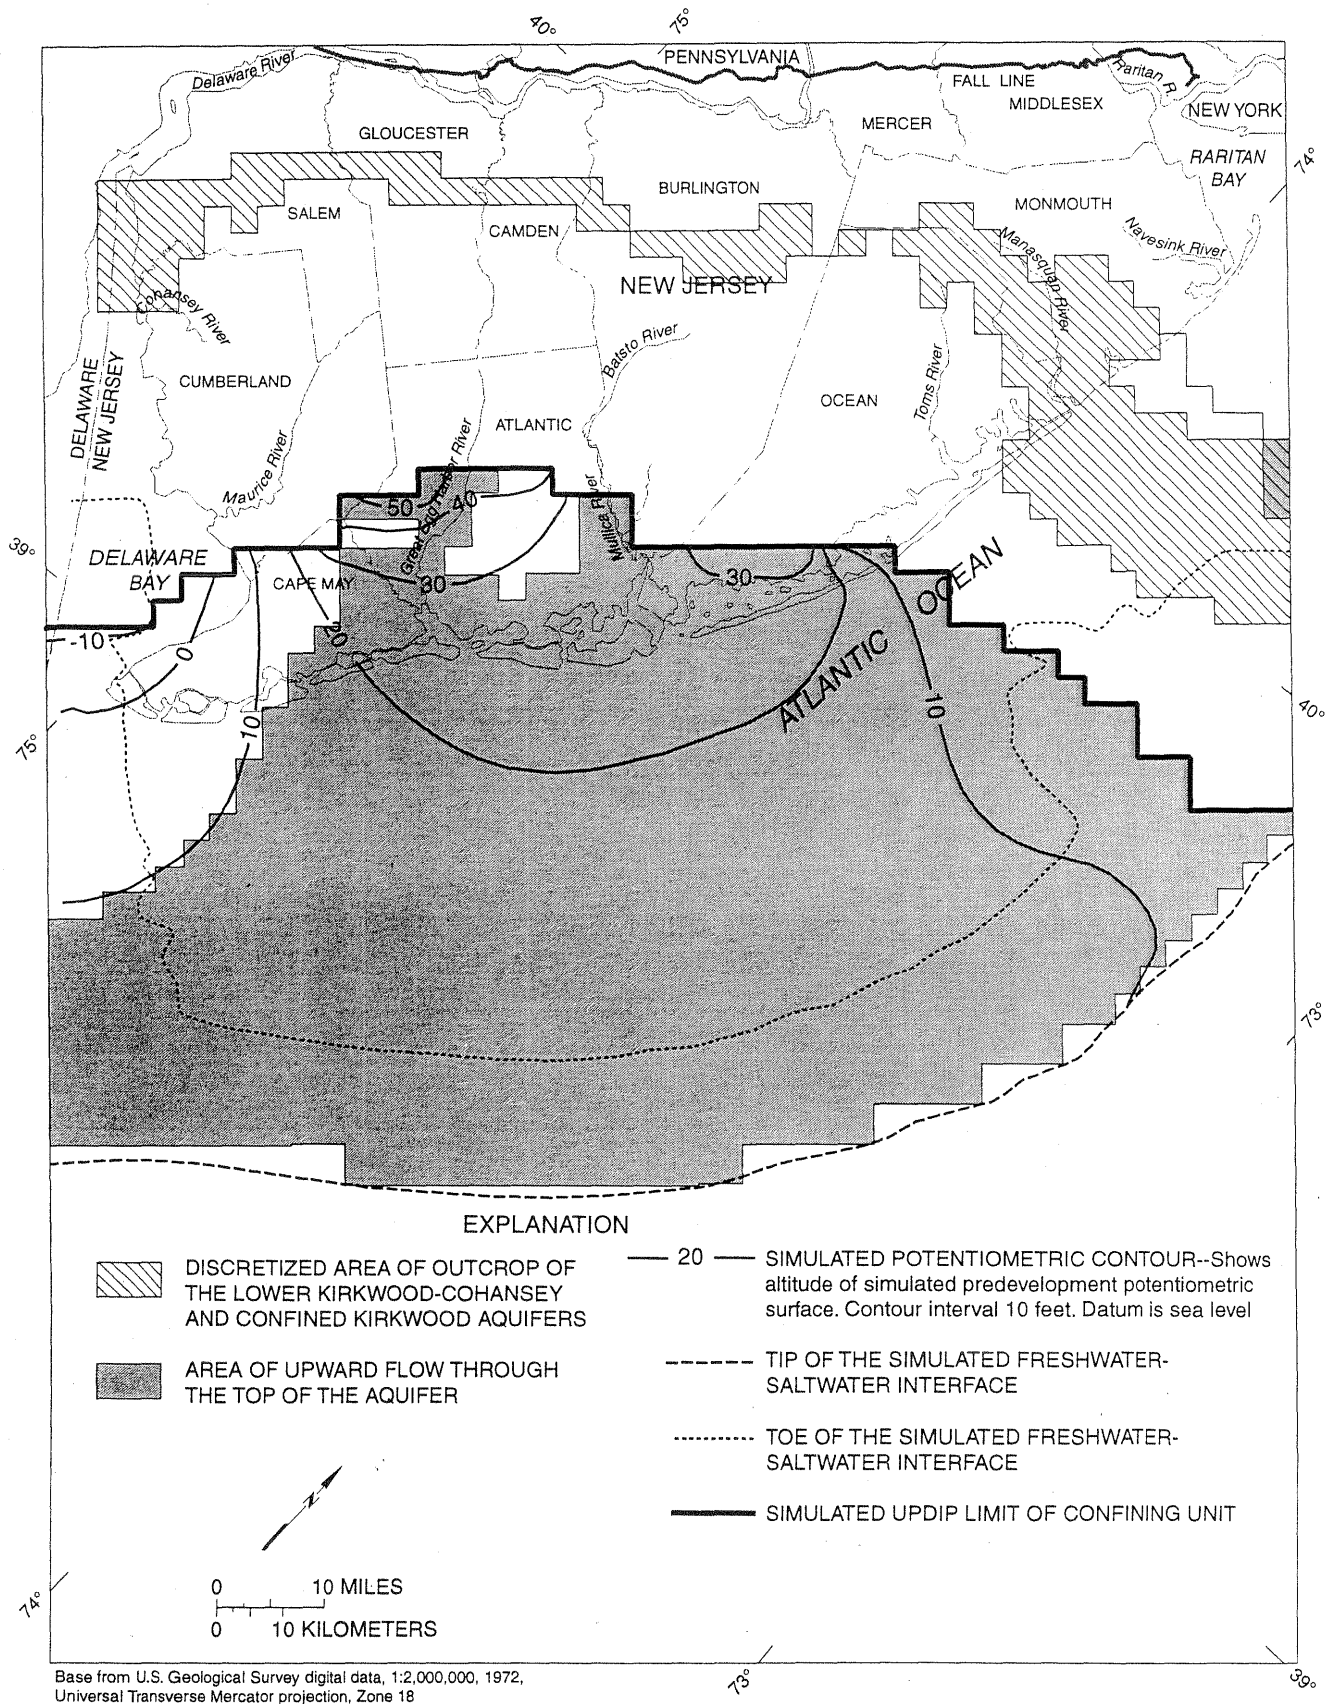 40°
75°
PENNSYLVANIA
Delaware River
FALL LINE
Raritan R.
MIDDLESEX
NEW YORK
MERCER
GLOUCESTER
RARITAN
BAY
74°
BURLINGTON
SALEM
MONMOUTH
CAMDEN
Navesink River
Manasquan River
NEW JERSEY
Cohansey River
Batsto River
DELAWARE
NEW JERSEY
CUMBERLAND
Toms River
OCEAN
ATLANTIC
Maurice River
Great Egg Harbor River
Mullica River
50
40
39°
DELAWARE
BAY
CAPE MAY
30
30
ATLANTIC OCEAN
-10
0
20
10
10
75°
40°
73°
EXPLANATION
DISCRETIZED AREA OF OUTCROP OF
THE LOWER KIRKWOOD-COHANSEY
AND CONFINED KIRKWOOD AQUIFERS
AREA OF UPWARD FLOW THROUGH
THE TOP OF THE AQUIFER
20 SIMULATED POTENTIOMETRIC CONTOUR--Shows
altitude of simulated predevelopment potentiometric
surface. Contour interval 10 feet. Datum is sea level
TIP OF THE SIMULATED FRESHWATER-
SALTWATER INTERFACE
TOE OF THE SIMULATED FRESHWATER-
SALTWATER INTERFACE
SIMULATED UPDIP LIMIT OF CONFINING UNIT
N
0 10 MILES
0 10 KILOMETERS
74°
73°
39°
Base from U.S. Geological Survey digital data, 1:2,000,000, 1972,
Universal Transverse Mercator projection, Zone 18